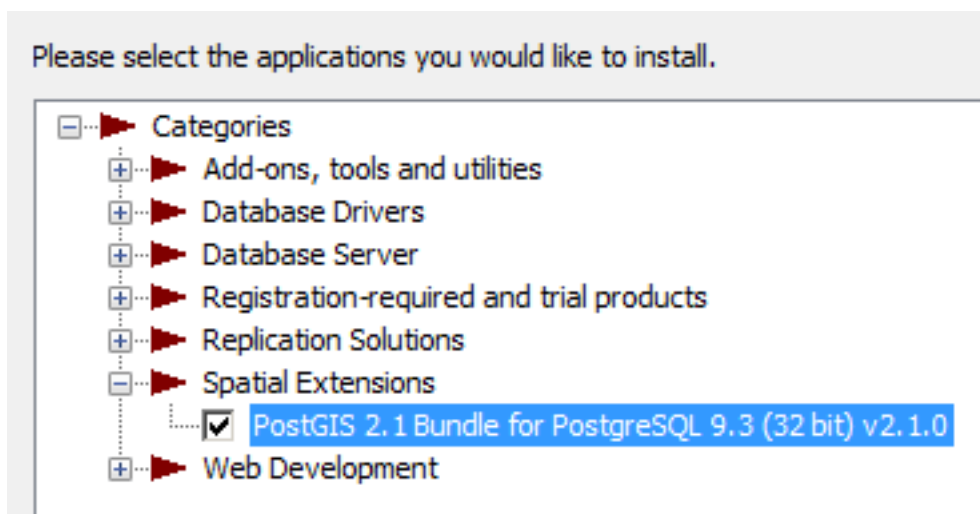 Please select the applications you would like to install.
Categories
Add-ons, tools and utilities
Database Drivers
Database Server
Registration-required and trial products
Replication Solutions
Spatial Extensions
PostGIS 2.1 Bundle for PostgreSQL 9.3 (32 bit) v2.1.0
Web Development